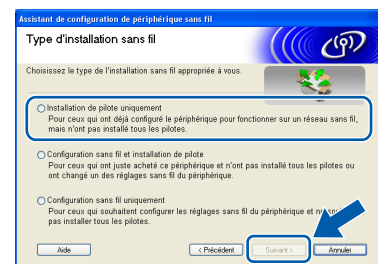 Assistant de configuration de périphérique sans fil
Type d'installation sans fil
Choisissez le type de l'installation sans fil appropriée à vous.
Installation de pilote uniquement
Pour ceux qui ont déjà configuré le périphérique pour fonctionner sur un réseau sans fil,
mais n'ont pas installé tous les pilotes.
Configuration sans fil et installation de pilote
Pour ceux qui ont juste acheté ce périphérique et n'ont pas installé tous les pilotes ou
ont changé un des réglages sans fil du périphérique.
Configuration sans fil uniquement
Pour ceux qui souhaitent configurer les réglages sans fil du périphérique et
pas installer tous les pilotes.
Aide
< Précédent
Suivant >
Annuler